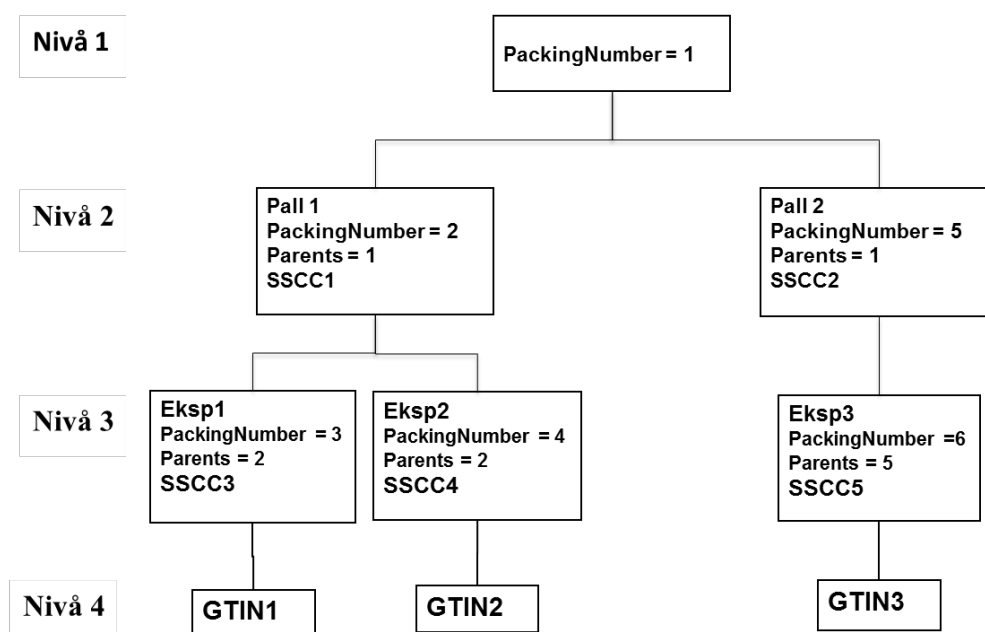 Nivå 1
PackingNumber = 1
Nivå 2
Pall 1
PackingNumber = 2
Parents = 1
SSCC1
Pall 2
PackingNumber = 5
Parents = 1
SSCC2
Nivå 3
Eksp1
PackingNumber = 3
Parents = 2
SSCC3
Eksp2
PackingNumber = 4
Parents = 2
SSCC4
Eksp3
PackingNumber =6
Parents = 5
SSCC5
Nivå 4
GTIN1
GTIN2
GTIN3